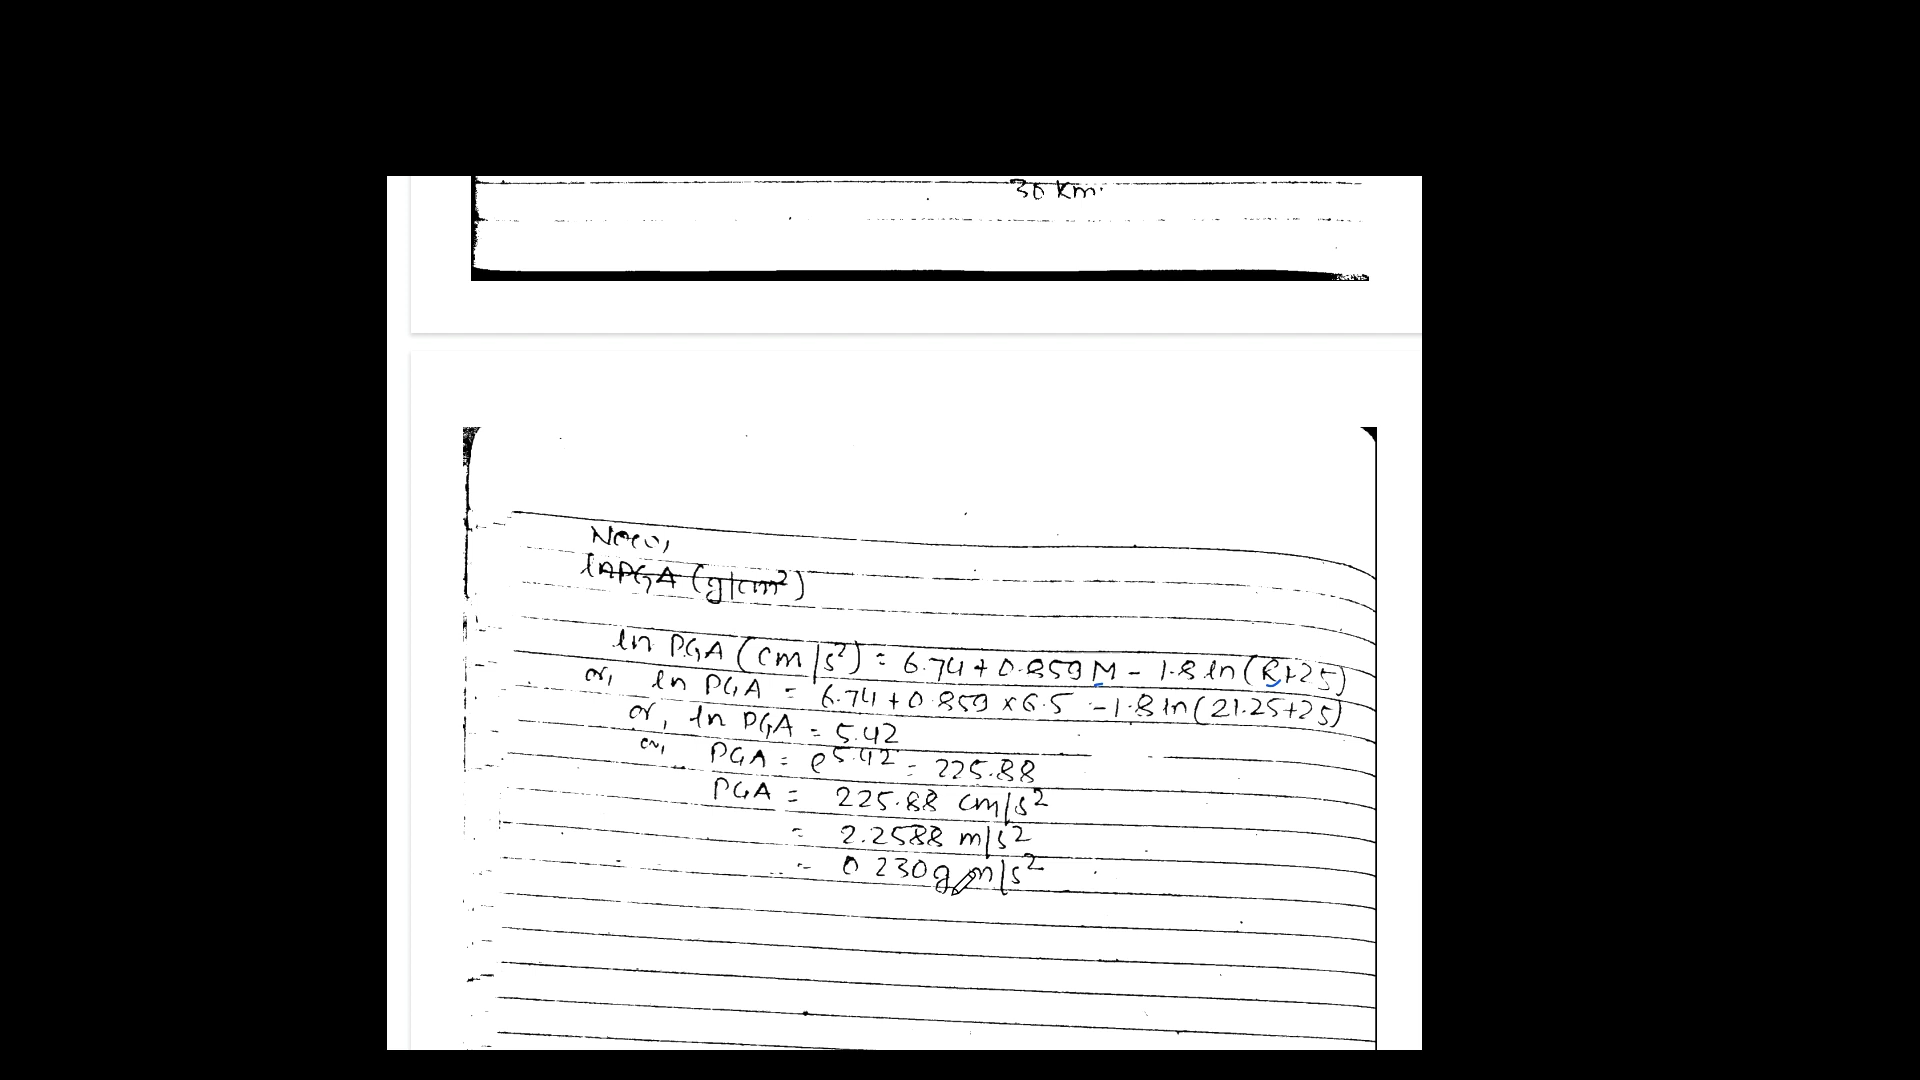 30 Km.
Now,
lnPGA (g/cm²)
ln PGA (cm/s²) = 6.74 + 0.859 M - 1.8 ln (R+25)
or, ln PGA = 6.74 + 0.859 x 6.5 - 1.8 ln (21.25+25)
or, ln PGA = 5.42
or, PGA = e^5.42 = 225.88
PGA = 225.88 cm/s²
= 2.2588 m/s²
= 0.230g m/s²